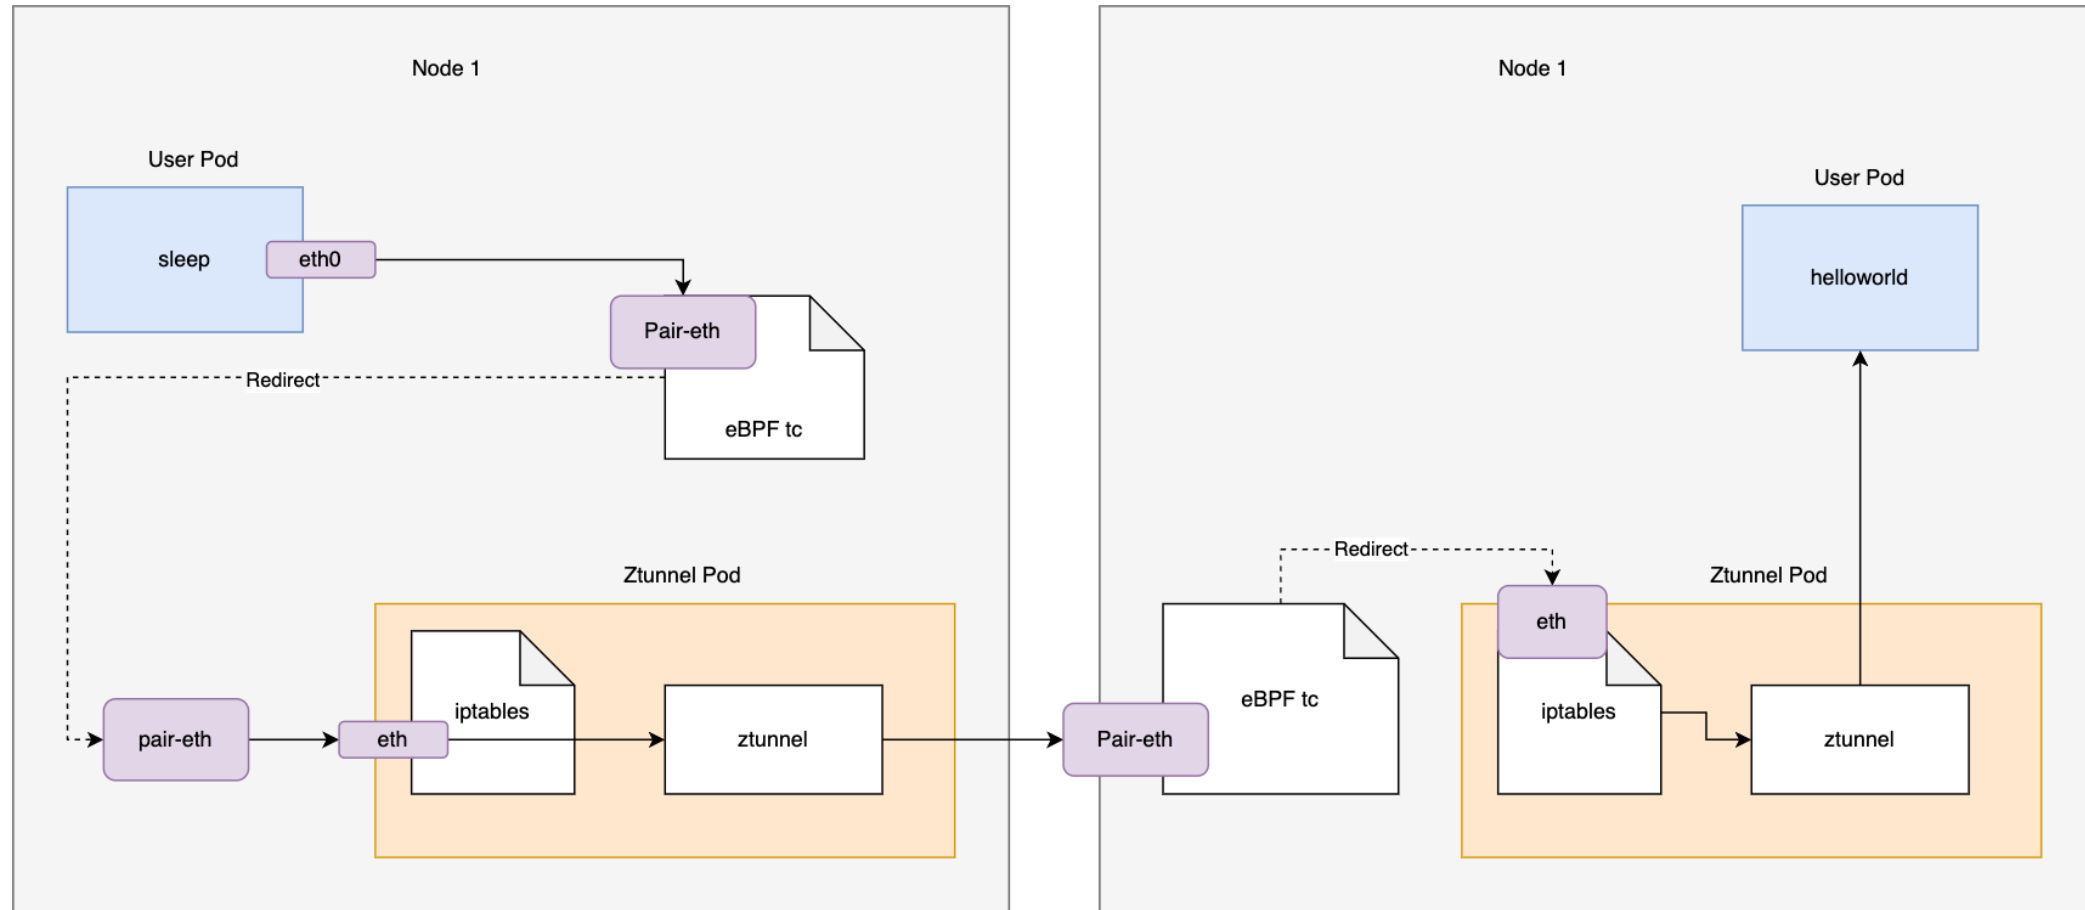 Node 1
User Pod
sleep
eth0
Pair-eth
Redirect
eBPF tc
Ztunnel Pod
iptables
pair-eth
eth
ztunnel
Node 1
User Pod
helloworld
Redirect
Ztunnel Pod
eth
eBPF tc
iptables
Pair-eth
ztunnel